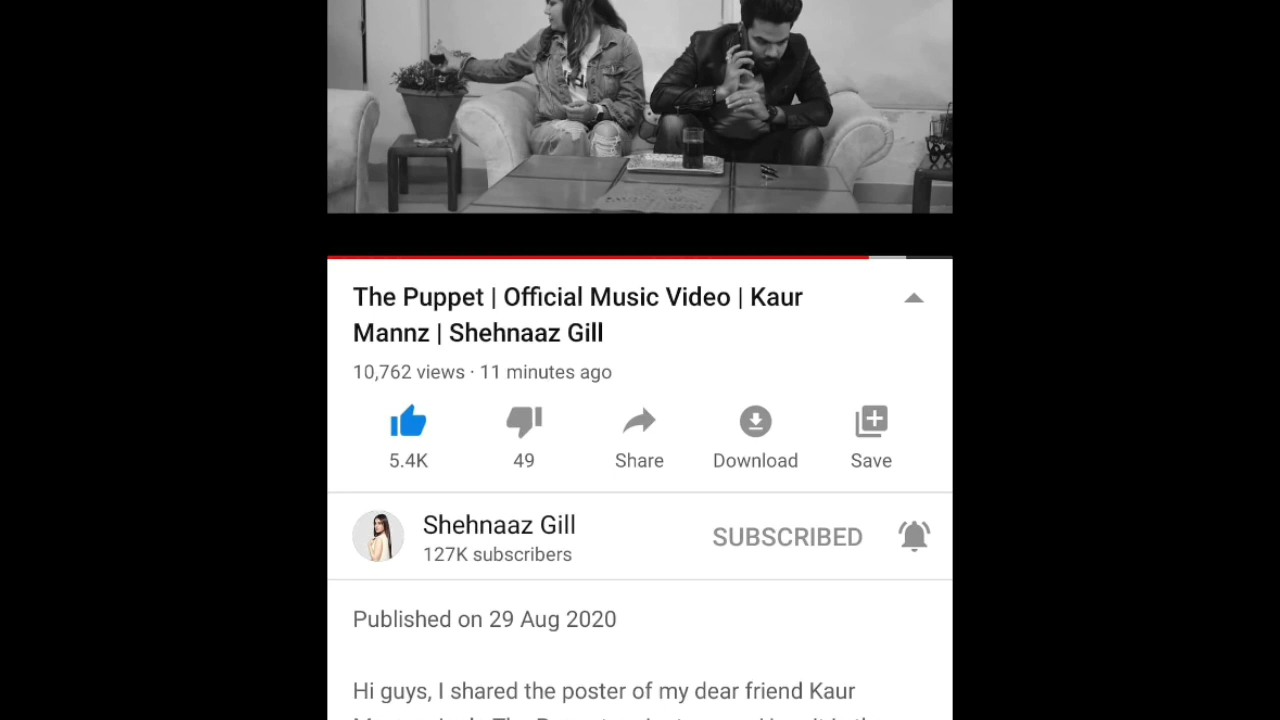 The Puppet | Official Music Video | Kaur
Mannz | Shehnaaz Gill
10,762 views · 11 minutes ago
5.4K
49
Share
Download
Save
Shehnaaz Gill
127K subscribers
SUBSCRIBED
Published on 29 Aug 2020
Hi guys, I shared the poster of my dear friend Kaur